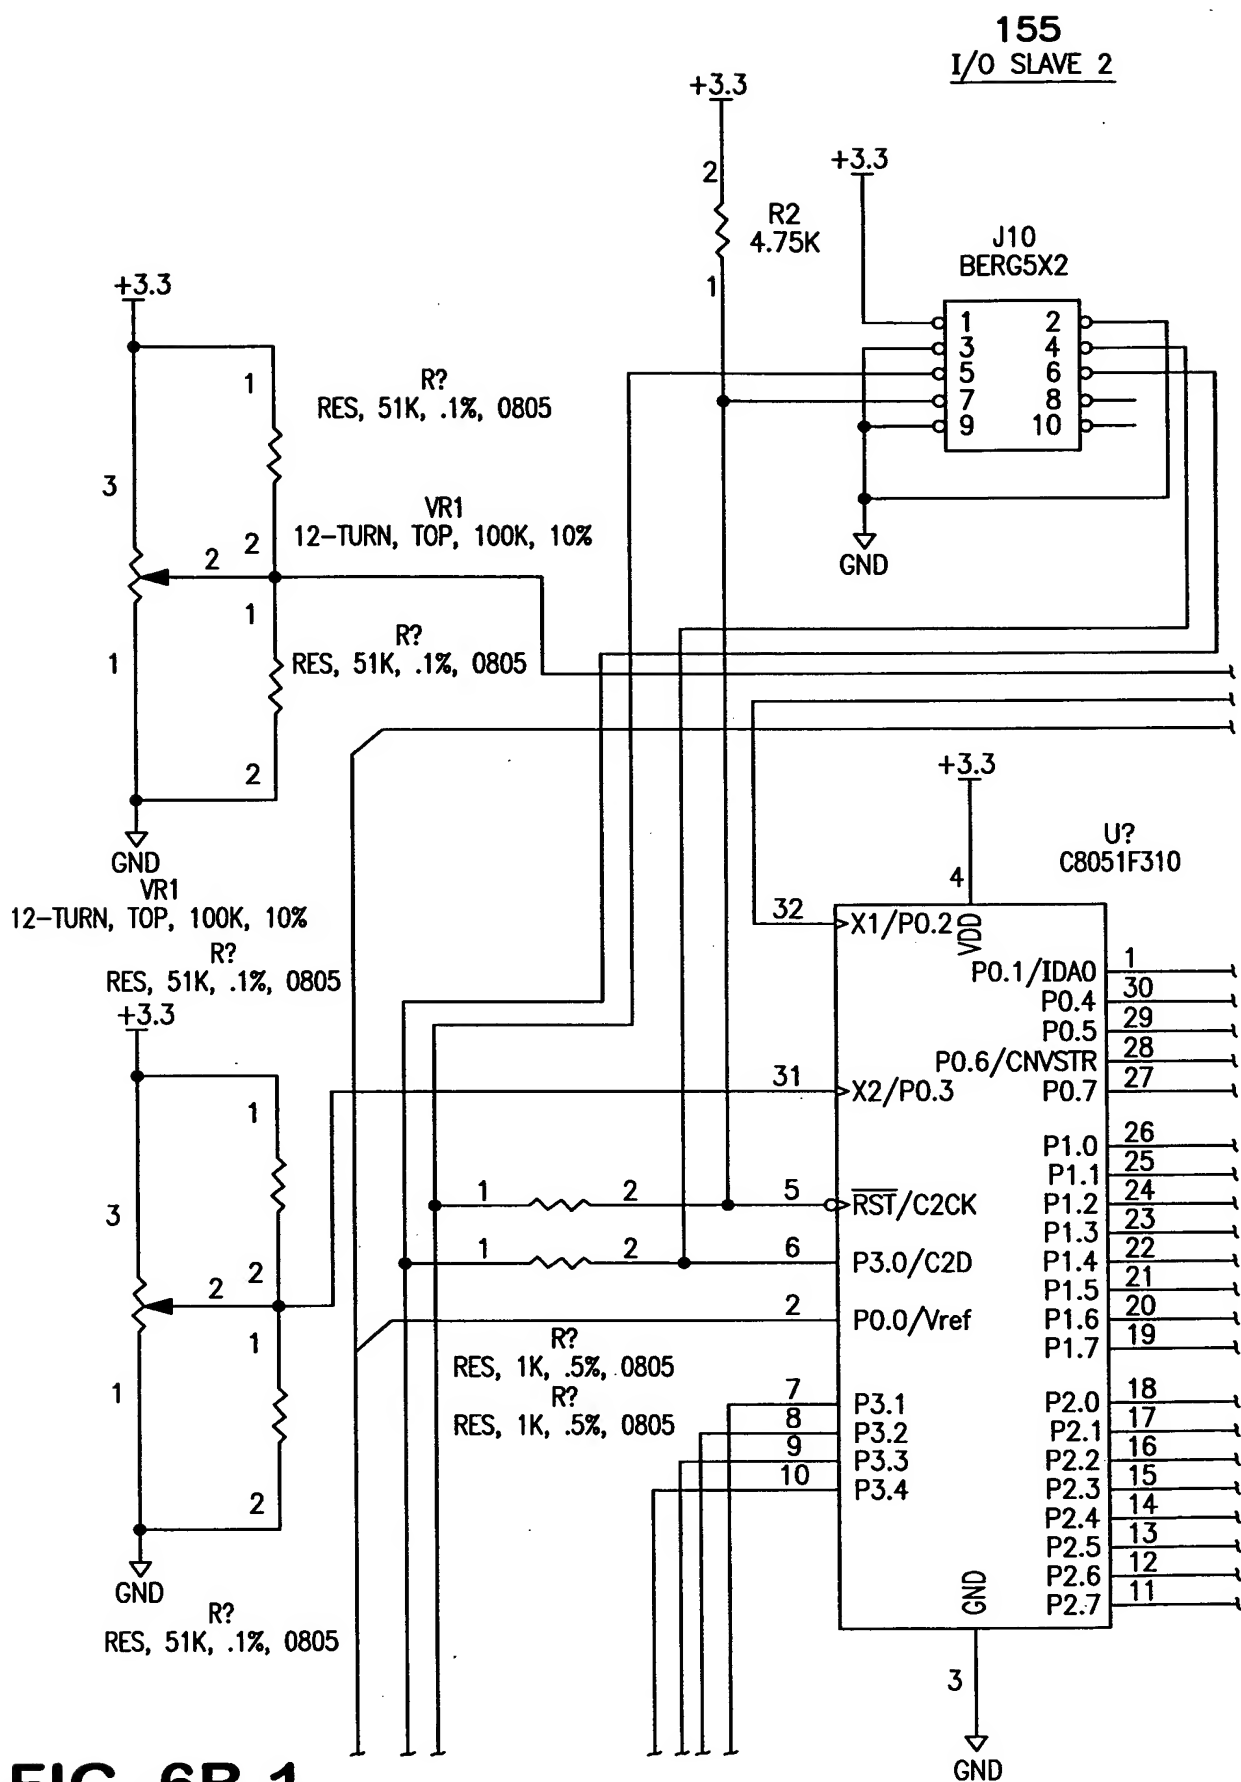 155
I/O SLAVE 2
+3.3
2
R2
4.75K
1
+3.3
J10
BERG5X2
1 2
3 4
5 6
7 8
9 10
GND
+3.3
1
R?
RES, 51K, .1%, 0805
3
VR1
12-TURN, TOP, 100K, 10%
2 2
1
R?
RES, 51K, .1%, 0805
1
2
GND
VR1
12-TURN, TOP, 100K, 10%
R?
RES, 51K, .1%, 0805
+3.3
1
3
2 2
1
1
2
GND
R?
RES, 51K, .1%, 0805
+3.3
U?
C8051F310
4
32 X1/P0.2
VDD
P0.1/IDA0 1
P0.4 30
P0.5 29
P0.6/CNVSTR 28
31 X2/P0.3
P0.7 27
P1.0 26
P1.1 25
1 2 5 RST/C2CK
P1.2 24
P1.3 23
1 2 6 P3.0/C2D
P1.4 22
P1.5 21
2 P0.0/Vref
P1.6 20
P1.7 19
R?
RES, 1K, .5%, 0805
R?
RES, 1K, .5%, 0805
7 P3.1
8 P3.2
9 P3.3
10 P3.4
P2.0 18
P2.1 17
P2.2 16
P2.3 15
P2.4 14
P2.5 13
P2.6 12
P2.7 11
GND
3
GND
FIG. 6B.1